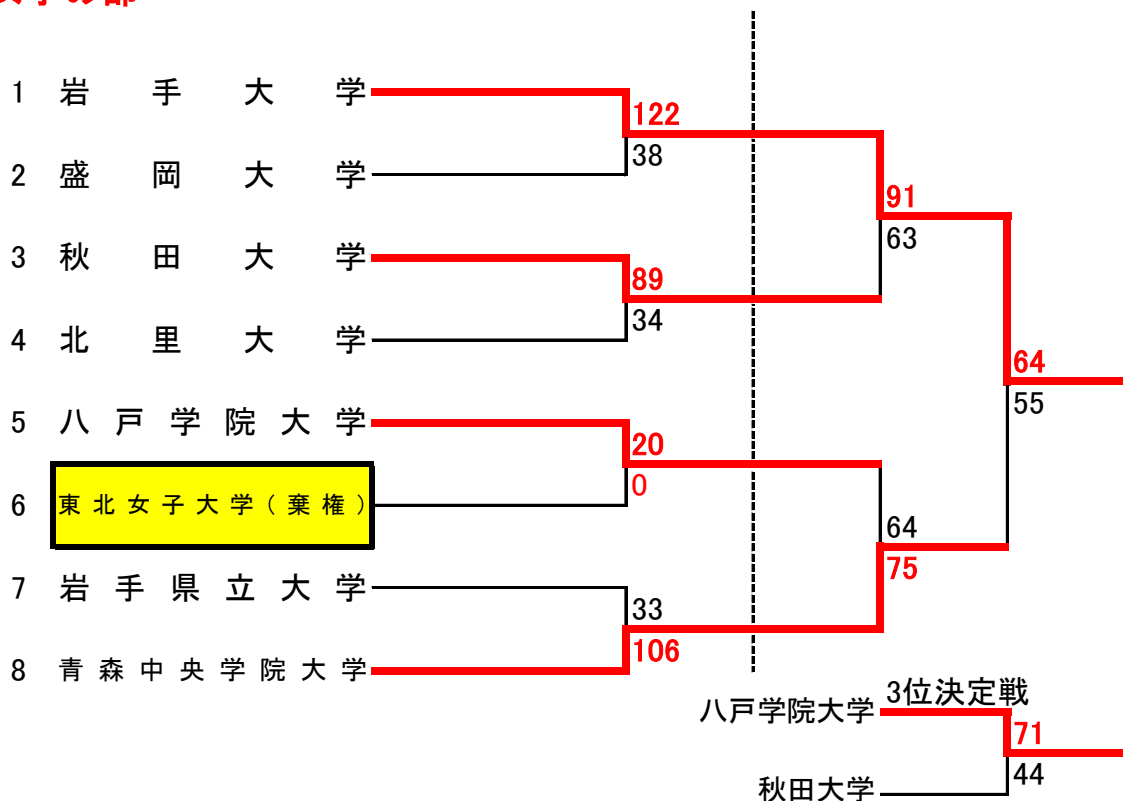 1 岩手大学
122
38
2 盛岡大学
91
63
3 秋田大学
89
34
4 北里大学
64
55
5 八戸学院大学
20
0
6 東北女子大学(棄権)
64
75
7 岩手県立大学
33
106
8 青森中央学院大学
3位決定戦
八戸学院大学
71
44
秋田大学